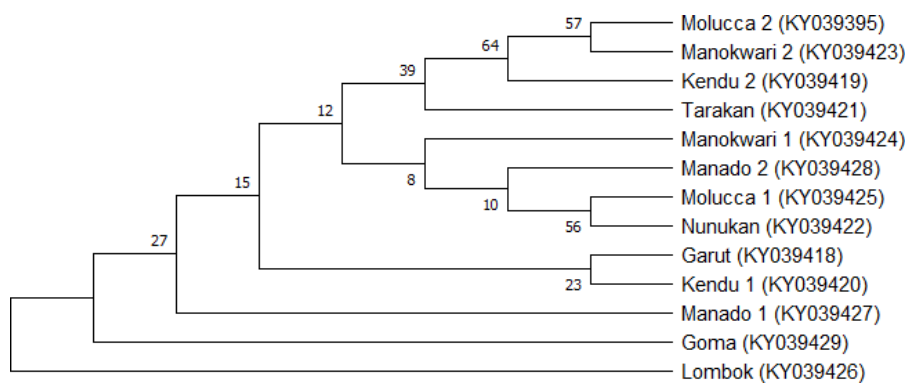 57
Molucca 2 (KY039395)
64
Manokwari 2 (KY039423)
39
Kendu 2 (KY039419)
12
Tarakan (KY039421)
Manokwari 1 (KY039424)
8
Manado 2 (KY039428)
15
10
Molucca 1 (KY039425)
56
Nunukan (KY039422)
27
Garut (KY039418)
23
Kendu 1 (KY039420)
Manado 1 (KY039427)
Goma (KY039429)
Lombok (KY039426)